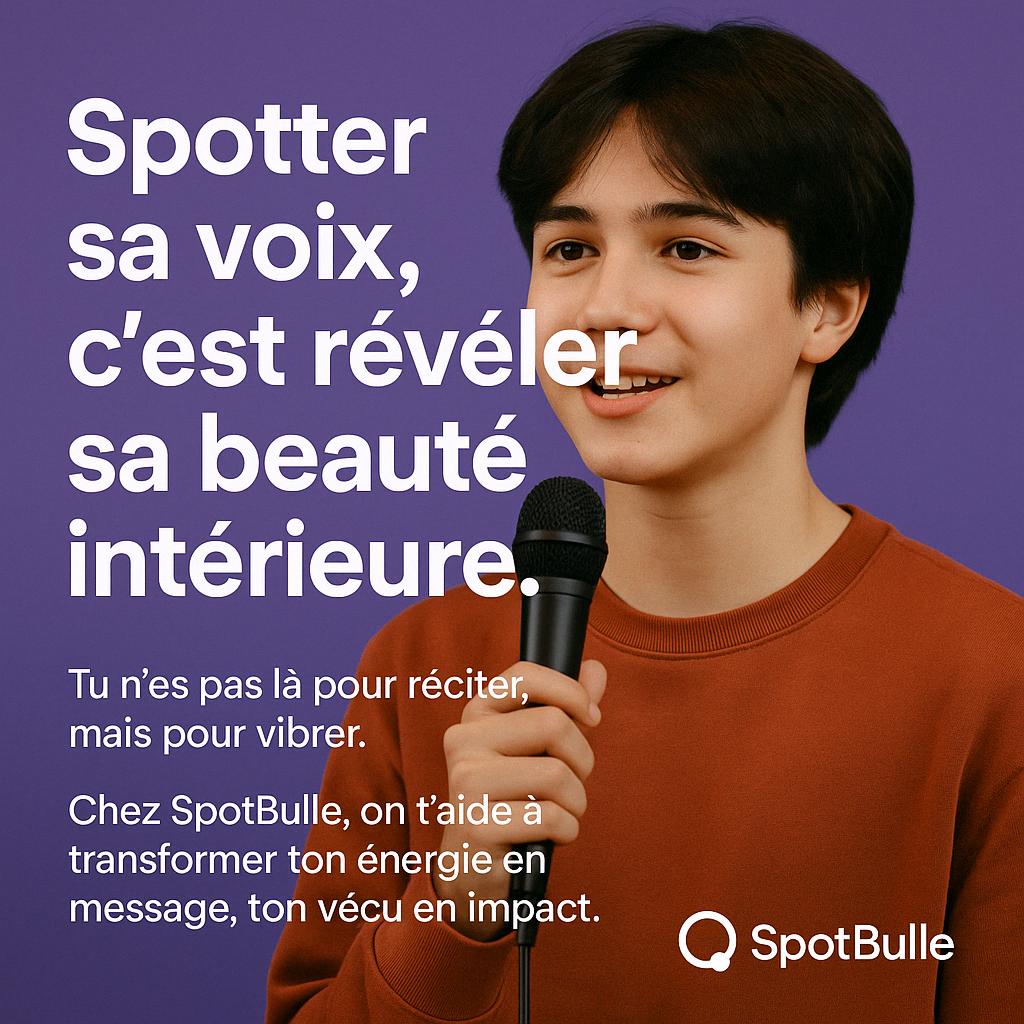 Spotter
sa voix,
c’est révéler
sa beauté
intérieure.
Tu n’es pas là pour réciter,
mais pour vibrer.
Chez SpotBulle, on t’aide à
transformer ton énergie en
message, ton vécu en impact.
SpotBulle